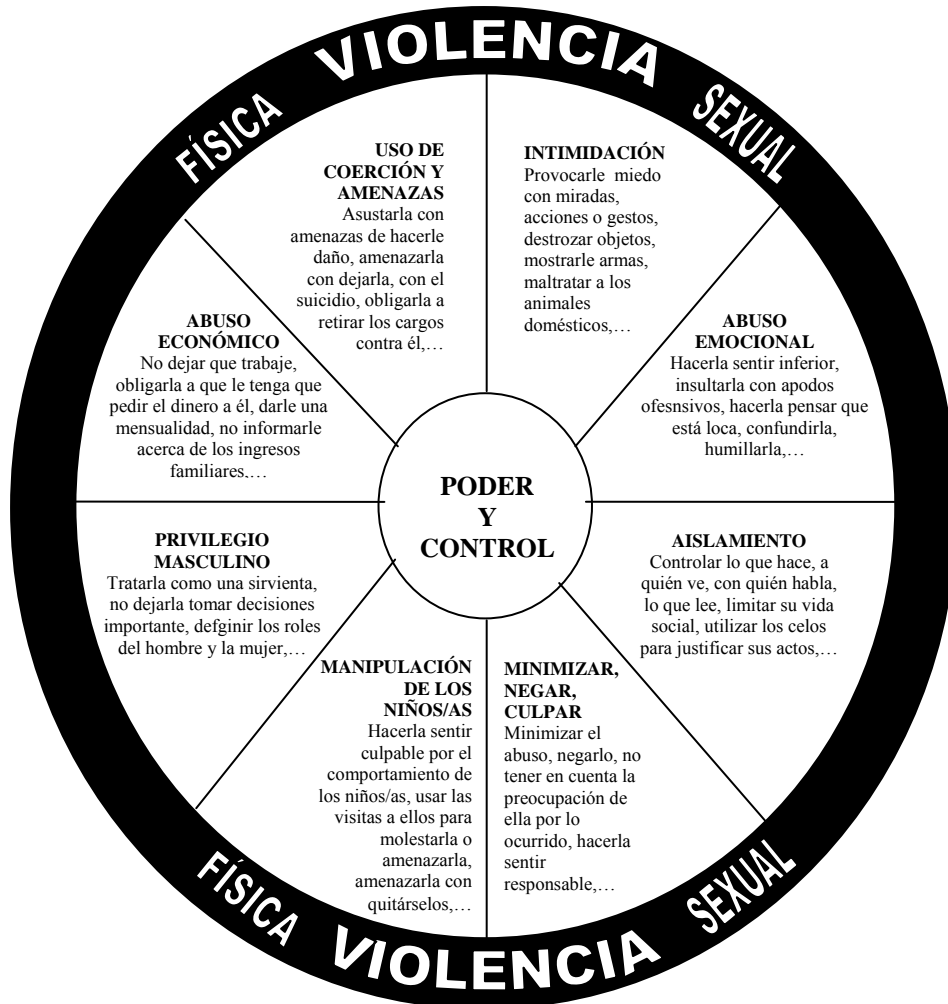 VIOLENCIA
FÍSICA
SEXUAL
USO DE
COERCIÓN Y
AMENAZAS
Asustarla con
amenazas de hacerle
daño, amenazarla
con dejarla, con el
suicidio, obligarla a
retirar los cargos
contra él,…
INTIMIDACIÓN
Provocarle miedo
con miradas,
acciones o gestos,
destrozar objetos,
mostrarle armas,
maltratar a los
animales
domésticos,…
ABUSO
ECONÓMICO
No dejar que trabaje,
obligarla a que le tenga que
pedir el dinero a él, darle una
mensualidad, no informarle
acerca de los ingresos
familiares,…
ABUSO
EMOCIONAL
Hacerla sentir inferior,
insultarla con apodos
ofesnsivos, hacerla pensar que
está loca, confundirla,
humillarla,…
PODER
Y
CONTROL
PRIVILEGIO
MASCULINO
Tratarla como una sirvienta,
no dejarla tomar decisiones
importante, defginir los roles
del hombre y la mujer,…
AISLAMIENTO
Controlar lo que hace, a
quién ve, con quién habla,
lo que lee, limitar su vida
social, utilizar los celos
para justificar sus actos,…
MANIPULACIÓN
DE LOS
NIÑOS/AS
Hacerla sentir
culpable por el
comportamiento de
los niños/as, usar las
visitas a ellos para
molestarla o
amenazarla,
amenazarla con
quitárselos,…
MINIMIZAR,
NEGAR,
CULPAR
Minimizar el
abuso, negarlo, no
tener en cuenta la
preocupación de
ella por lo
ocurrido, hacerla
sentir
responsable,…
FÍSICA
VIOLENCIA
SEXUAL